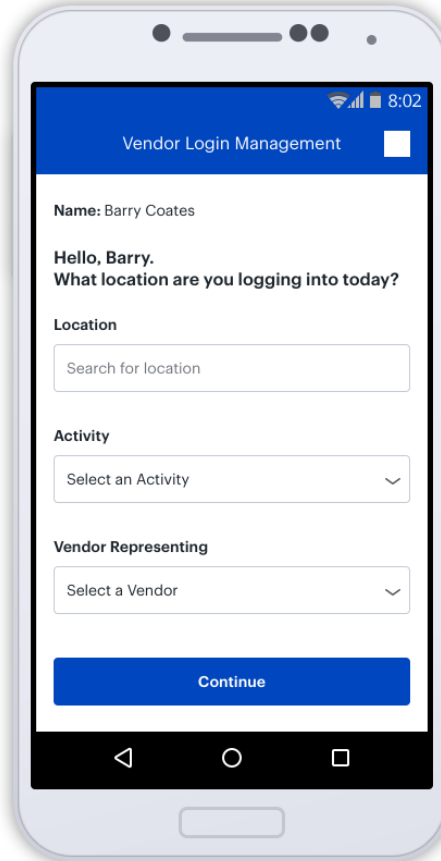 8:02
Vendor Login Management
Name: Barry Coates
Hello, Barry.
What location are you logging into today?
Location
Search for location
Activity
Select an Activity
Vendor Representing
Select a Vendor
Continue